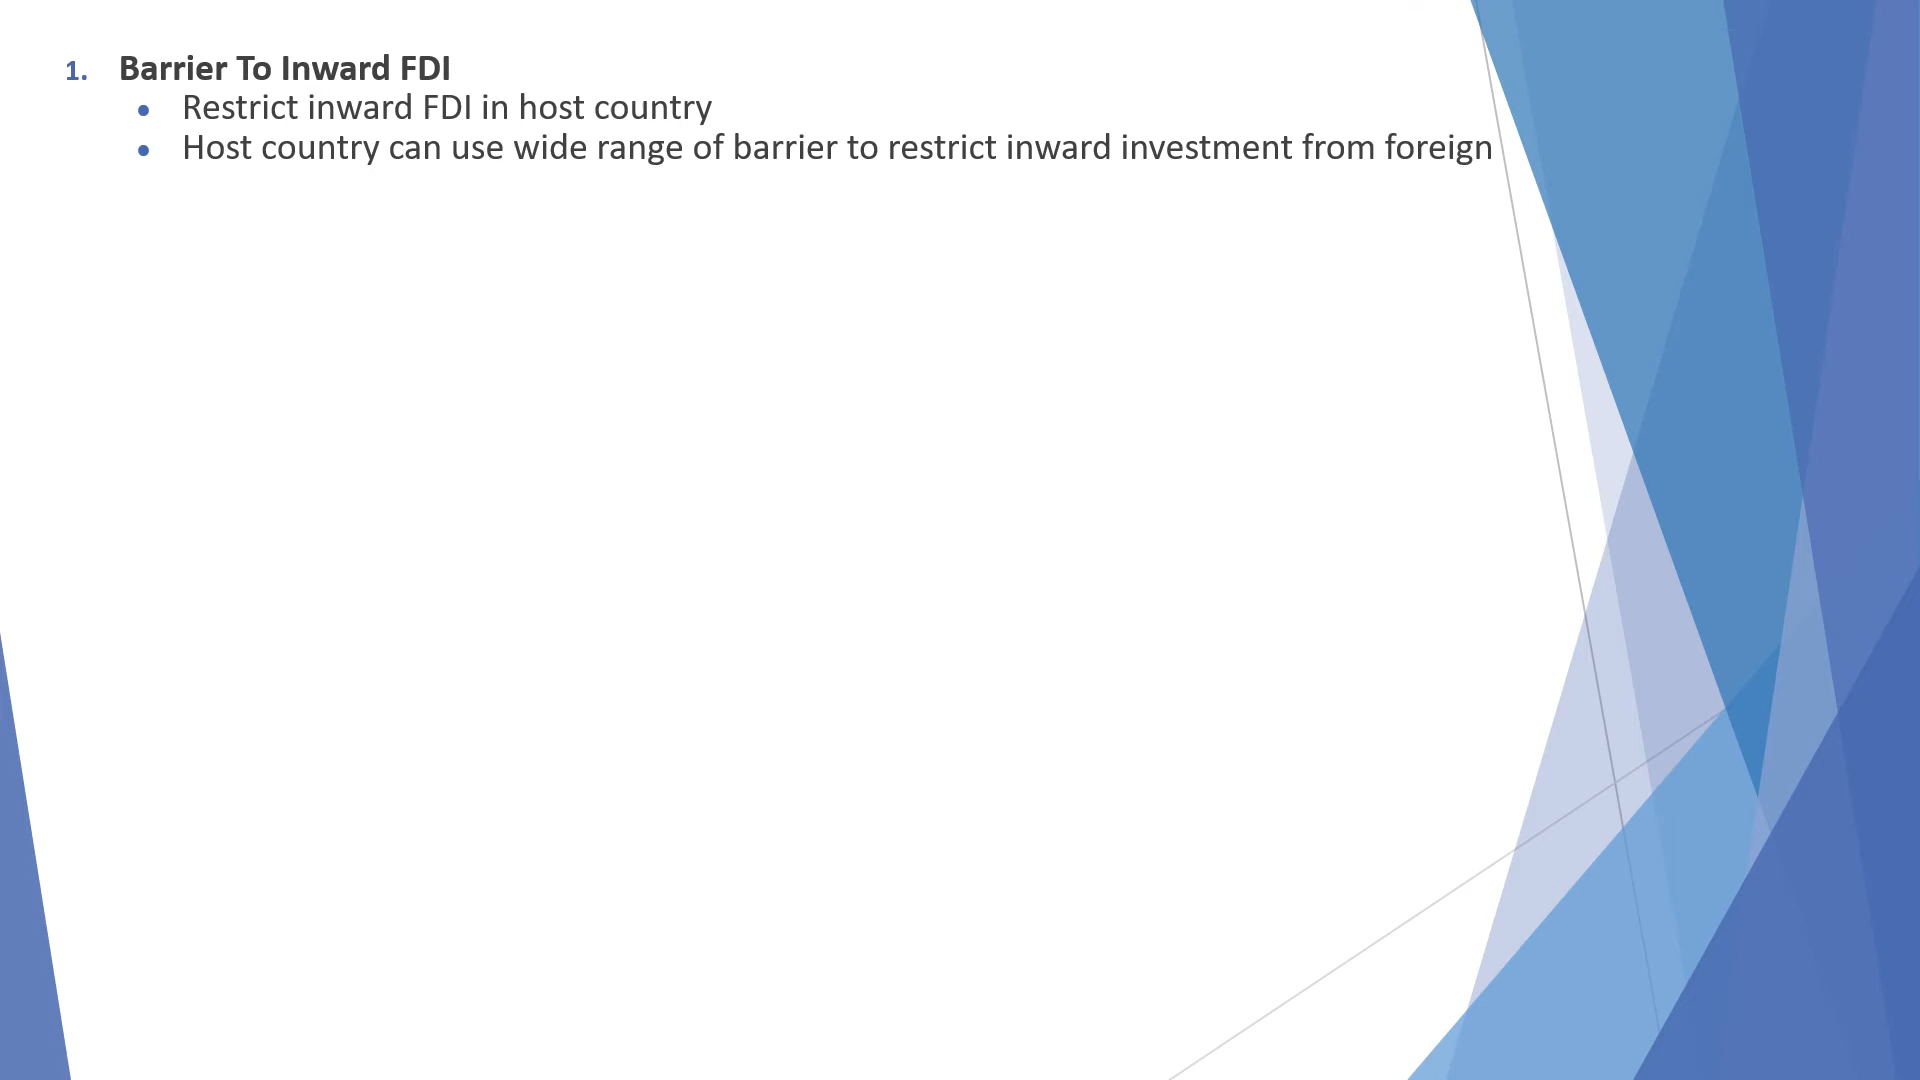 1. Barrier To Inward FDI
• Restrict inward FDI in host country
• Host country can use wide range of barrier to restrict inward investment from foreign